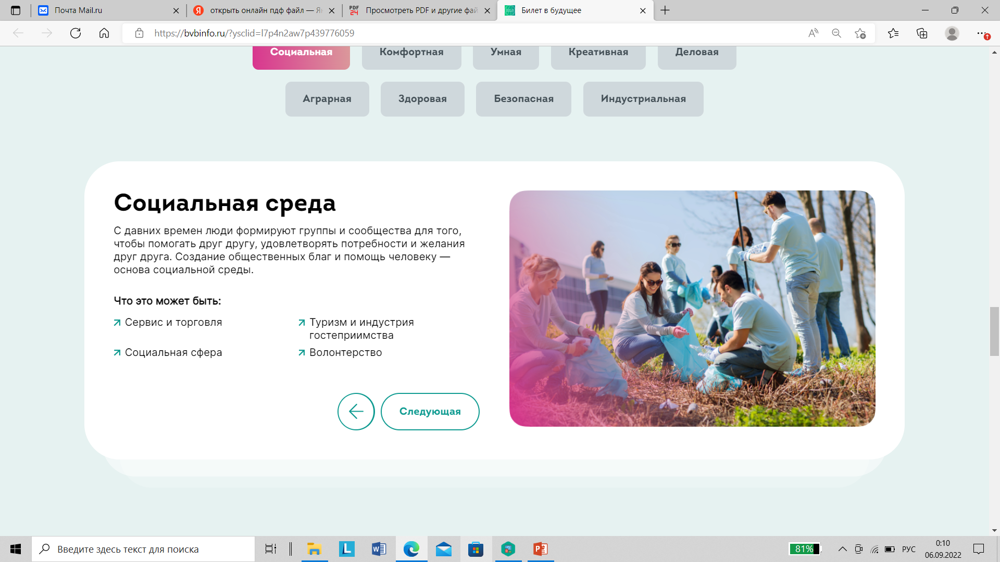 Почта Mail.ru
открыть онлайн пдф файл — Ян
Просмотреть PDF и другие фай
Билет в будущее
https://bvbinfo.ru/?ysclid=l7p4n2aw7p439776059
Социальная
Комфортная
Умная
Креативная
Деловая
Аграрная
Здоровая
Безопасная
Индустриальная
Социальная среда
С давних времен люди формируют группы и сообщества для того,
чтобы помогать друг другу, удовлетворять потребности и желания
друг друга. Создание общественных благ и помощь человеку —
основа социальной среды.
Что это может быть:
Сервис и торговля
Туризм и индустрия
гостеприимства
Социальная сфера
Волонтерство
Следующая
Введите здесь текст для поиска
81%
РУС
0:10
06.09.2022